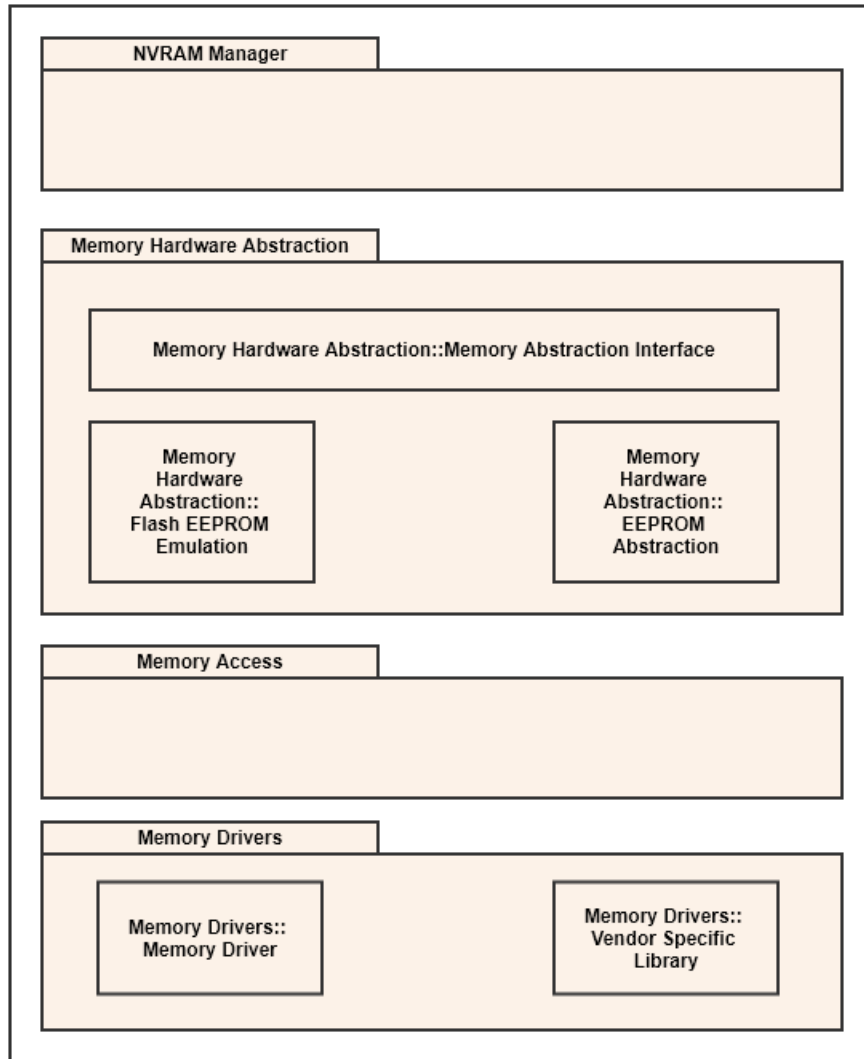 NVRAM Manager
Memory Hardware Abstraction
Memory Hardware Abstraction::Memory Abstraction Interface
Memory
Hardware
Abstraction::
Flash EEPROM
Emulation
Memory
Hardware
Abstraction::
EEPROM
Abstraction
Memory Access
Memory Drivers
Memory Drivers::
Memory Driver
Memory Drivers::
Vendor Specific
Library